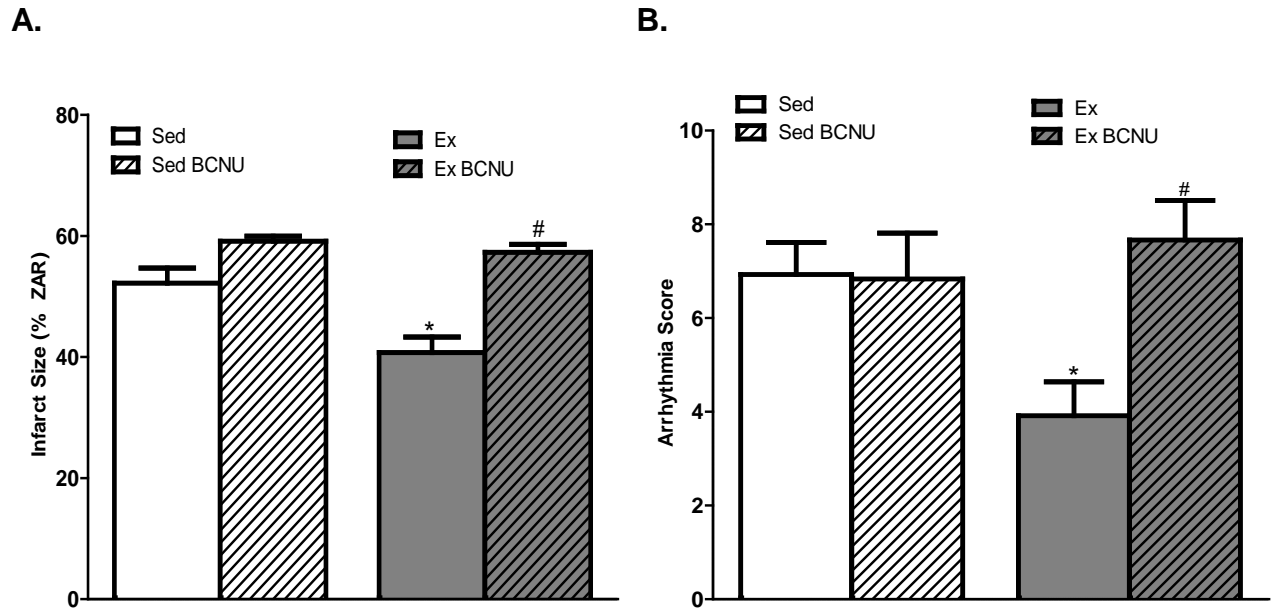 A.
B.
Sed
Sed BCNU
Ex
Ex BCNU
80
60
40
20
0
Infarct Size (% ZAR)
*
#
Sed
Sed BCNU
Ex
Ex BCNU
10
8
6
4
2
0
Arrhythmia Score
*
#